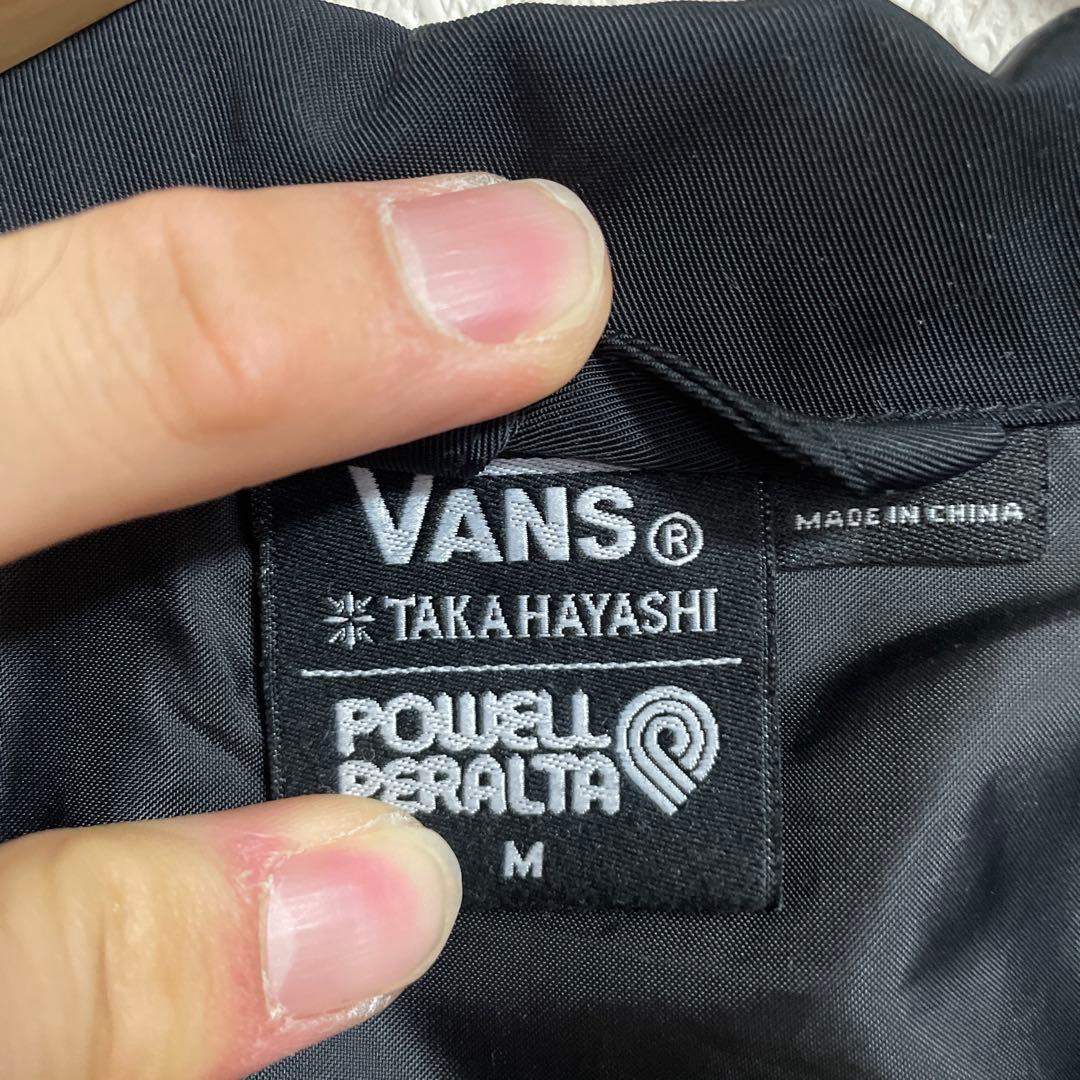 VANS®
TAKAHAYASHI
POWELL
PERALTA
M
MADE IN CHINA